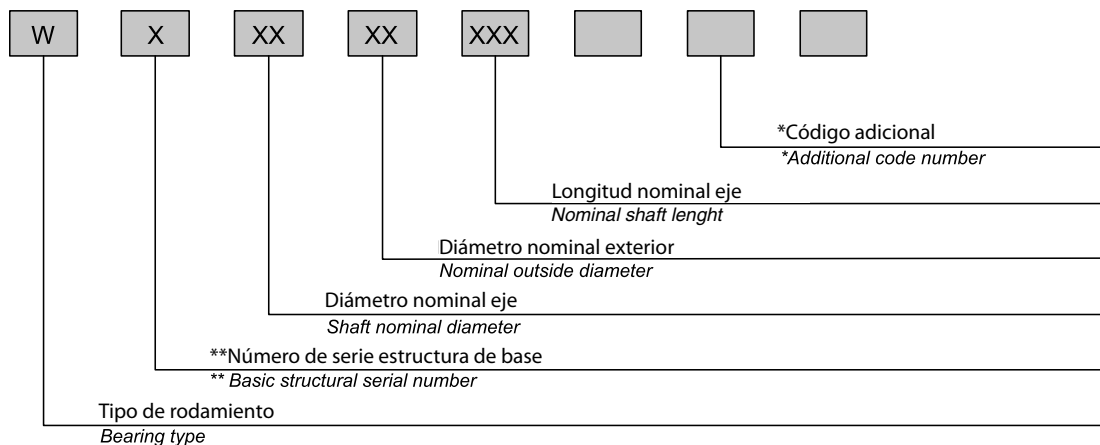 W X XX XX XXX
*Código adicional
*Additional code number
Longitud nominal eje
Nominal shaft lenght
Diámetro nominal exterior
Nominal outside diameter
Diámetro nominal eje
Shaft nominal diameter
**Número de serie estructura de base
** Basic structural serial number
Tipo de rodamiento
Bearing type